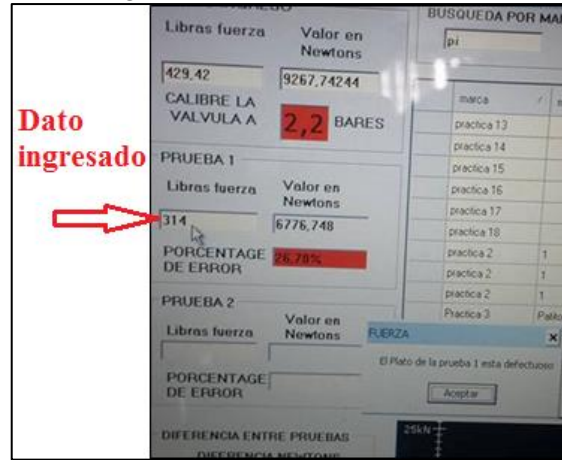 BUSQUEDA POR MAR
Libras fuerza
Valor en
Newtons
pi
429,42
9267,74244
CALIBRE LA
VALVULA A
2,2 BARES
marca
practica 13
practica 14
practica 15
practica 16
practica 17
practica 18
practica 2 1
practica 2 1
practica 2 1
Practica 3
Dato
ingresado
PRUEBA 1
Libras fuerza
Valor en
Newtons
314
6776,748
PORCENTAGE
DE ERROR
26,78%
PRUEBA 2
Libras fuerza
Valor en
Newtons
PORCENTAGE
DE ERROR
FUERZA
El Plato de la prueba 1 esta defectuoso
Aceptar
DIFERENCIA ENTRE PRUEBAS
DIFERENCIA NEWTONS
25kN